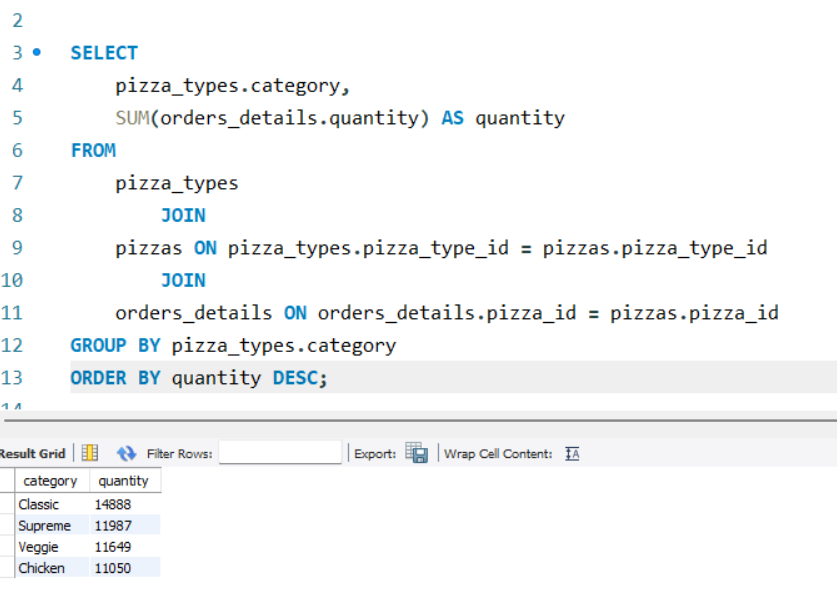 2
3 SELECT
4 pizza_types.category,
5 SUM(orders_details.quantity) AS quantity
6 FROM
7 pizza_types
8 JOIN
9 pizzas ON pizza_types.pizza_type_id = pizzas.pizza_type_id
10 JOIN
11 orders_details ON orders_details.pizza_id = pizzas.pizza_id
12 GROUP BY pizza_types.category
13 ORDER BY quantity DESC;
14
Result Grid Filter Rows: Export: Wrap Cell Content: IA
category quantity
Classic 14888
Supreme 11987
Veggie 11649
Chicken 11050